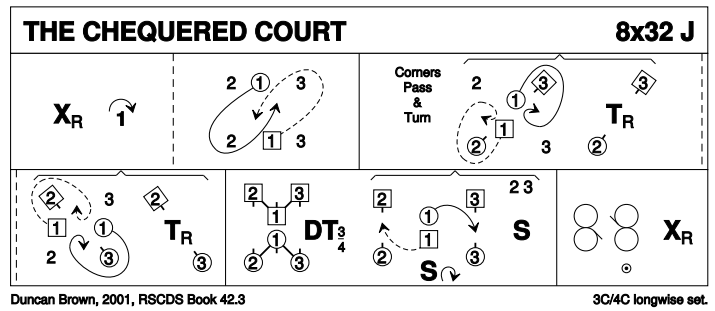 THE CHEQUERED COURT 8x32 J
XR 1
2 1 3
2 1 3
Corners
Pass
&
Turn
2 3 3
1
1 TR
2 3 2
2 3 2
1 1 TR
2 3 3
2 3
1
1
2 3
DT 3/4
2 3 2 3
1
1 S
2 3
S
XR
Duncan Brown, 2001, RSCDS Book 42.3 3C/4C longwise set.